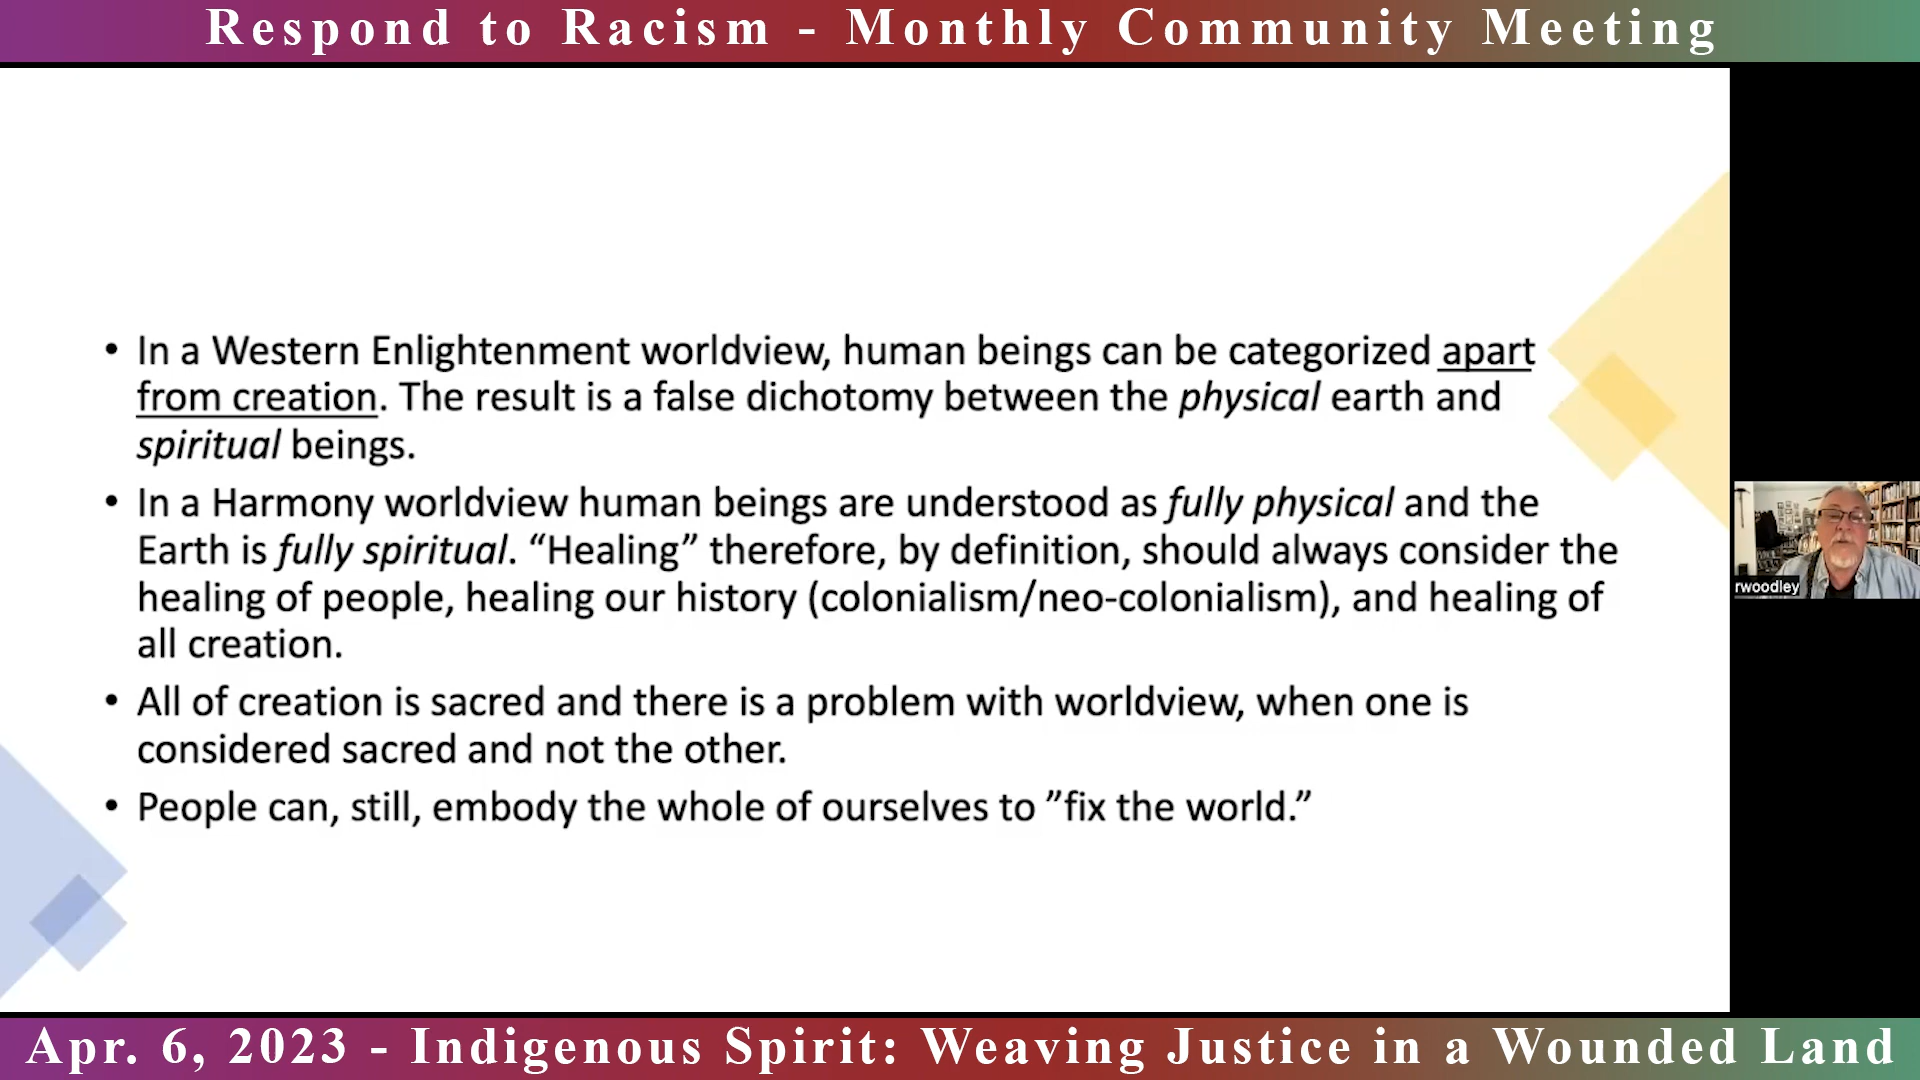 Respond to Racism - Monthly Community Meeting
• In a Western Enlightenment worldview, human beings can be categorized apart
from creation. The result is a false dichotomy between the physical earth and
spiritual beings.
• In a Harmony worldview human beings are understood as fully physical and the
Earth is fully spiritual. “Healing” therefore, by definition, should always consider the
healing of people, healing our history (colonialism/neo-colonialism), and healing of
all creation.
• All of creation is sacred and there is a problem with worldview, when one is
considered sacred and not the other.
• People can, still, embody the whole of ourselves to ”fix the world.”
rwoodley
Apr. 6, 2023 - Indigenous Spirit: Weaving Justice in a Wounded Land